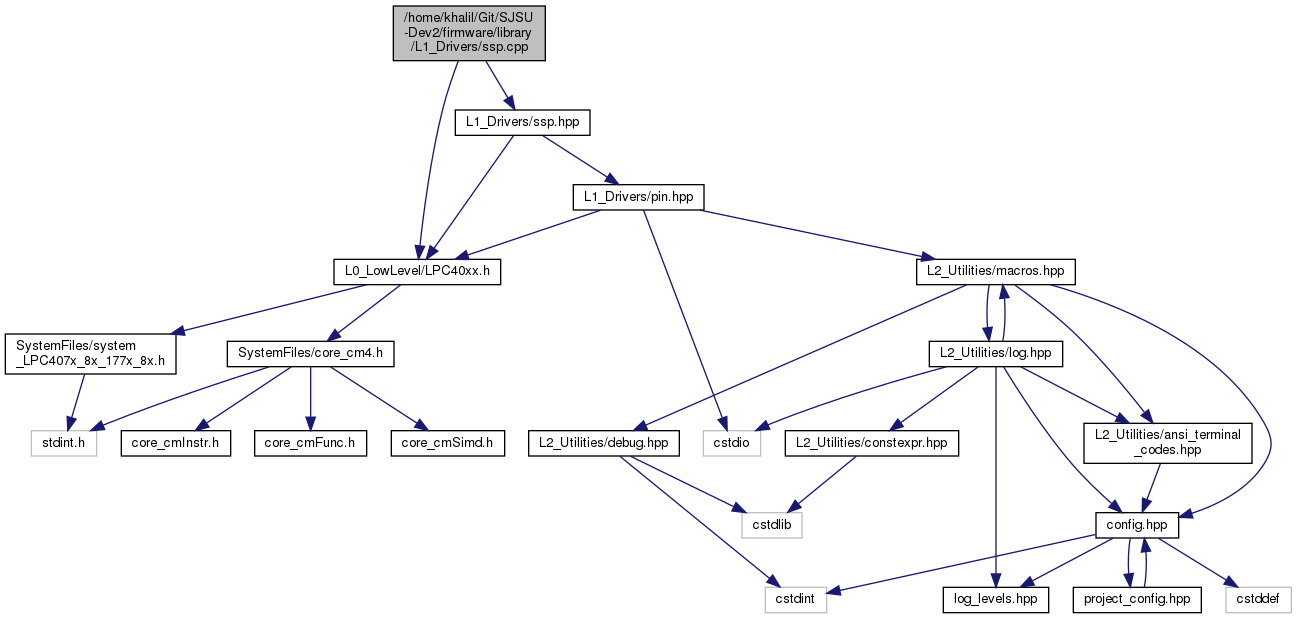 /home/khalil/Git/SJSU
-Dev2/firmware/library
/L1_Drivers/ssp.cpp
L1_Drivers/ssp.hpp
L1_Drivers/pin.hpp
L0_LowLevel/LPC40xx.h
L2_Utilities/macros.hpp
SystemFiles/system
_LPC407x_8x_177x_8x.h
SystemFiles/core_cm4.h
L2_Utilities/log.hpp
stdint.h
core_cmInstr.h
core_cmFunc.h
core_cmSimd.h
L2_Utilities/debug.hpp
cstdio
L2_Utilities/constexpr.hpp
L2_Utilities/ansi_terminal
_codes.hpp
cstdlib
config.hpp
cstdint
log_levels.hpp
project_config.hpp
cstddef